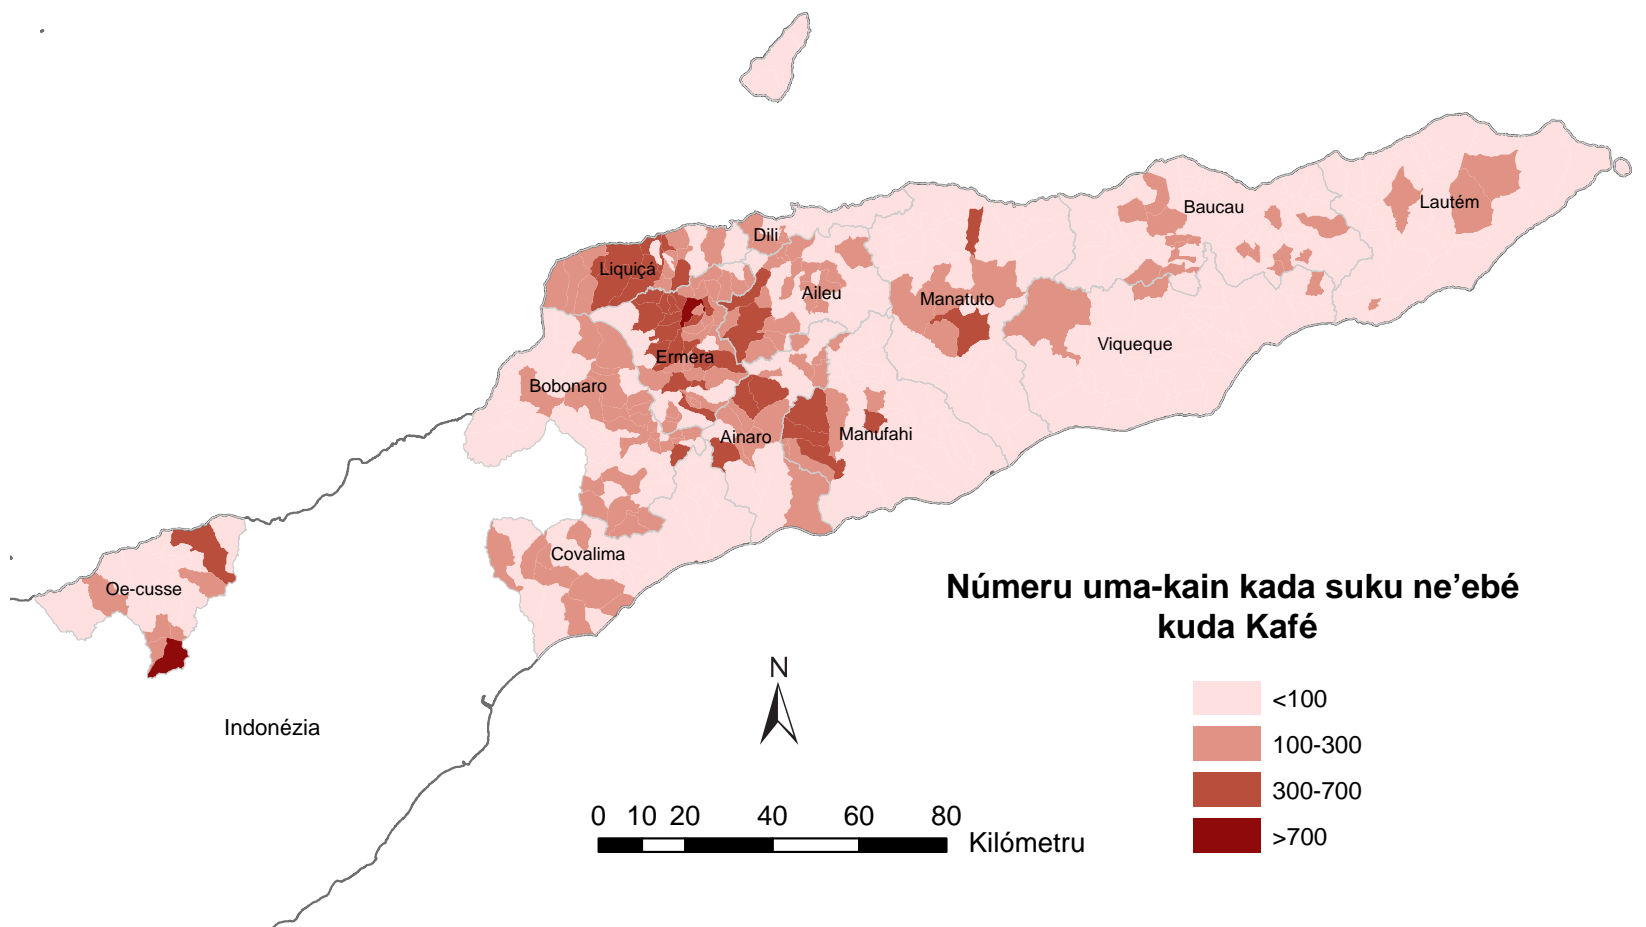 Dili
Baucau
Lautém
Liquiçá
Aileu
Manatuto
Viqueque
Ermera
Bobonaro
Ainaro
Manufahi
Covalima
Oe-cusse
Indonézia
Número uma-kain kada suku ne’ebé
kuda Kafé
N
<100
100-300
300-700
>700
0 10 20 40 60 80
Kilómetru